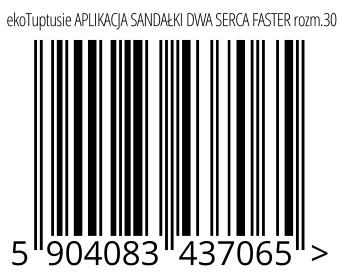 ekoTuptusie APLIKACJA SANDAŁKI DWA SERCA FASTER rozm.30
5 904083 437065 >